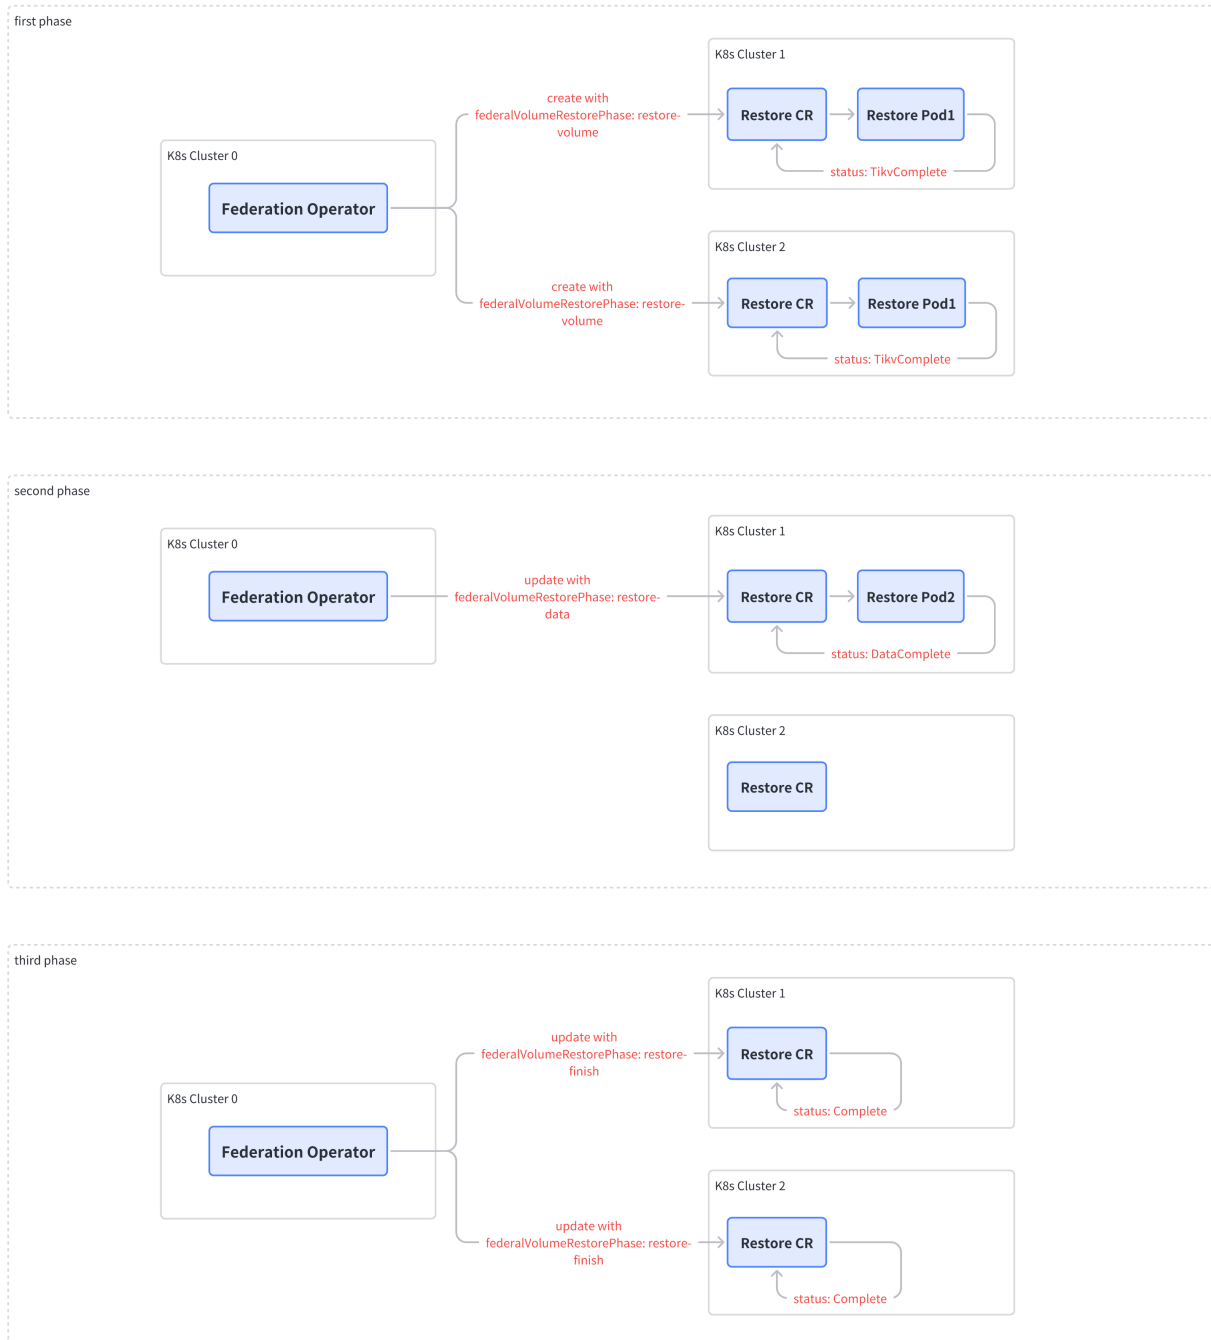 first phase
K8s Cluster 0
Federation Operator
create with
federalVolumeRestorePhase: restore-
volume
K8s Cluster 1
Restore CR
Restore Pod1
status: TikvComplete
create with
federalVolumeRestorePhase: restore-
volume
K8s Cluster 2
Restore CR
Restore Pod1
status: TikvComplete
second phase
K8s Cluster 0
Federation Operator
update with
federalVolumeRestorePhase: restore-
data
K8s Cluster 1
Restore CR
Restore Pod2
status: DataComplete
K8s Cluster 2
Restore CR
third phase
K8s Cluster 0
Federation Operator
update with
federalVolumeRestorePhase: restore-
finish
K8s Cluster 1
Restore CR
status: Complete
update with
federalVolumeRestorePhase: restore-
finish
K8s Cluster 2
Restore CR
status: Complete